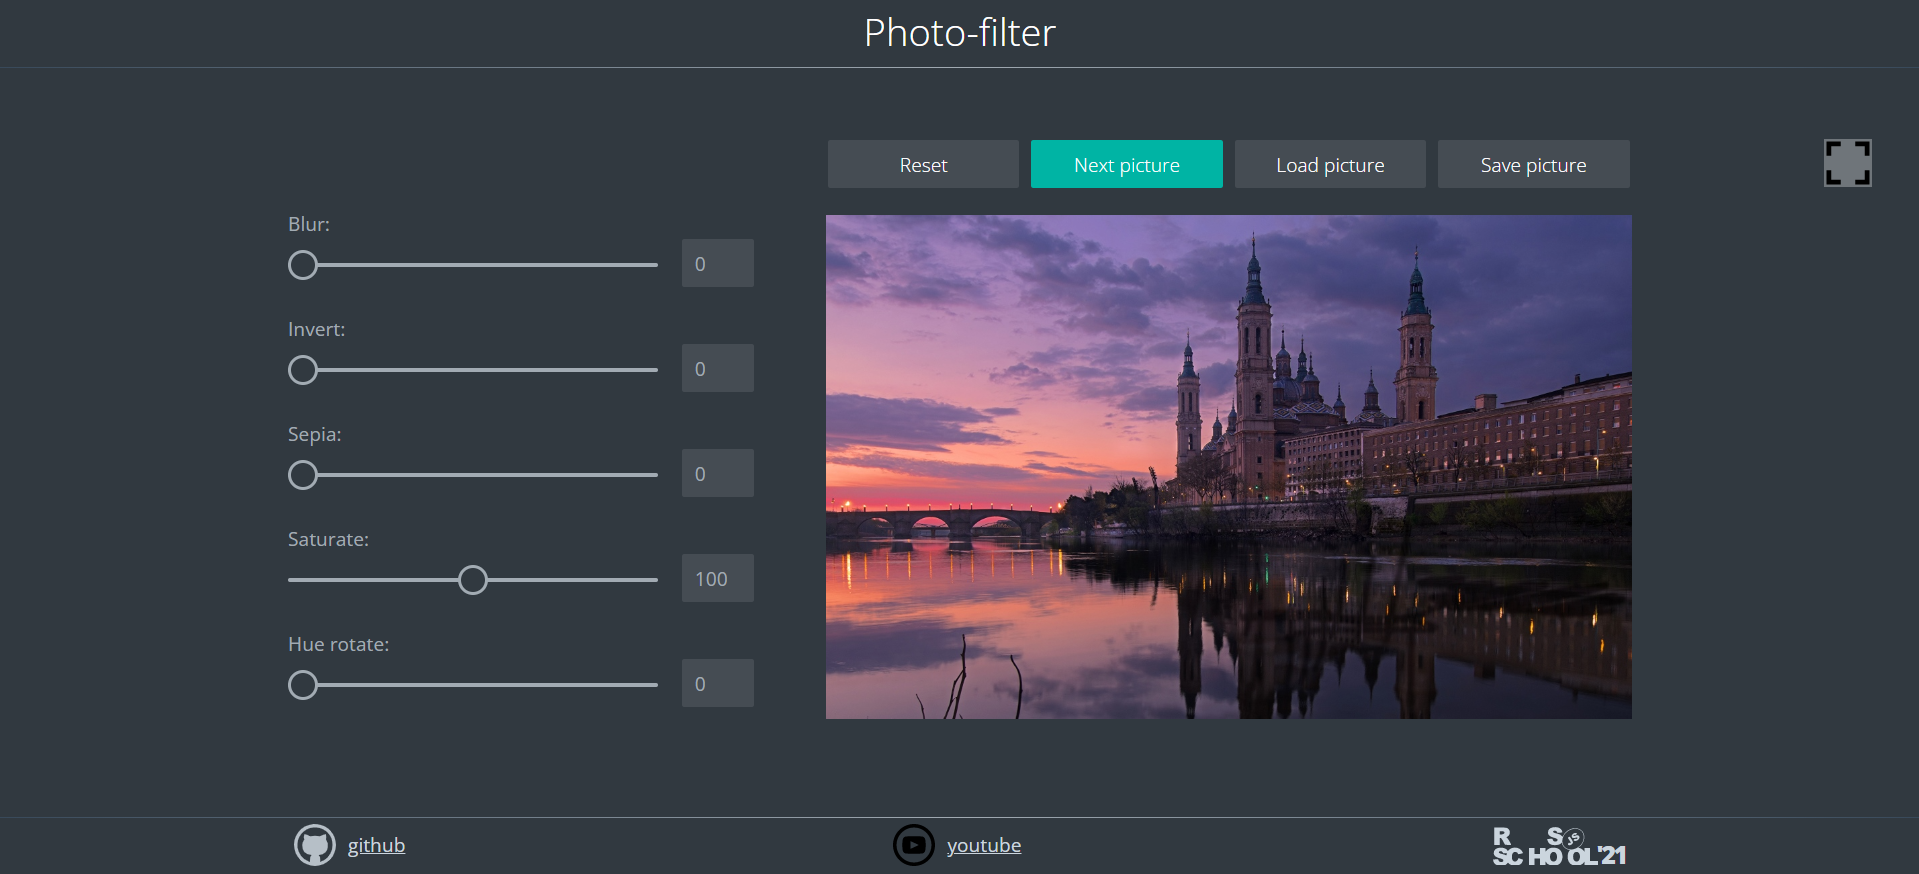 Photo-filter
Reset
Next picture
Load picture
Save picture
Blur:
0
Invert:
0
Sepia:
0
Saturate:
100
Hue rotate:
0
github
youtube
R S JS
SCHOOL'21